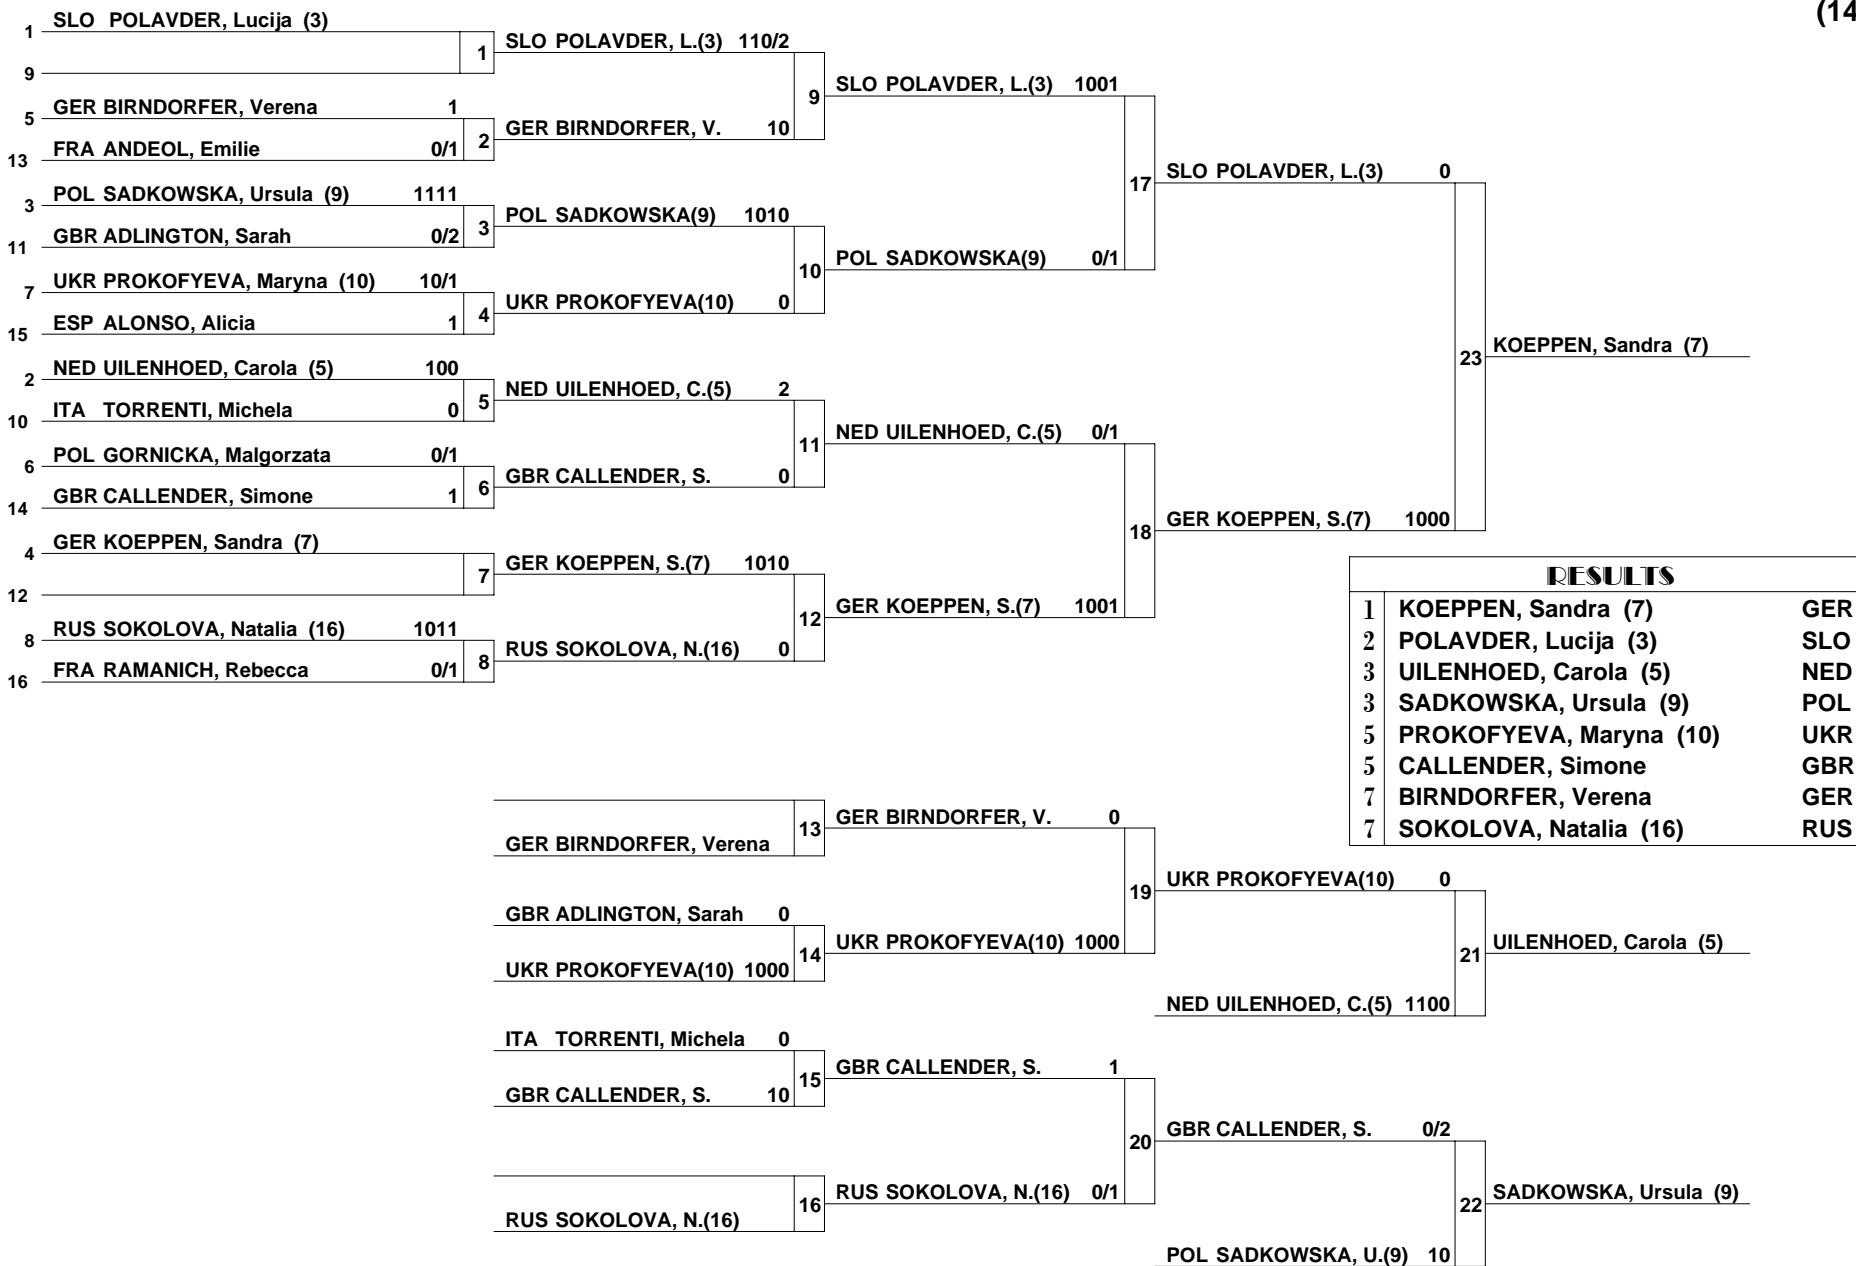 (14
1 SLO POLAVDER, Lucija (3)
9
1
5 GER BIRNDORFER, Verena 1
13 FRA ANDEOL, Emilie 0/1
2
3 POL SADKOWSKA, Ursula (9) 1111
11 GBR ADLINGTON, Sarah 0/2
3
7 UKR PROKOFYEVA, Maryna (10) 10/1
15 ESP ALONSO, Alicia 1
4
2 NED UILENHOED, Carola (5) 100
10 ITA TORRENTI, Michela 0
5
6 POL GORNICKA, Malgorzata 0/1
14 GBR CALLENDER, Simone 1
6
4 GER KOEPPEN, Sandra (7)
12
7
8 RUS SOKOLOVA, Natalia (16) 1011
16 FRA RAMANICH, Rebecca 0/1
8
SLO POLAVDER, L.(3) 110/2
GER BIRNDORFER, V. 10
9
POL SADKOWSKA(9) 1010
UKR PROKOFYEVA(10) 0
10
NED UILENHOED, C.(5) 2
GBR CALLENDER, S. 0
11
GER KOEPPEN, S.(7) 1010
RUS SOKOLOVA, N.(16) 0
12
SLO POLAVDER, L.(3) 1001
POL SADKOWSKA(9) 0/1
17
NED UILENHOED, C.(5) 0/1
GER KOEPPEN, S.(7) 1001
18
SLO POLAVDER, L.(3) 0
GER KOEPPEN, S.(7) 1000
23
KOEPPEN, Sandra (7)
RESULTS
1 KOEPPEN, Sandra (7) GER
2 POLAVDER, Lucija (3) SLO
3 UILENHOED, Carola (5) NED
3 SADKOWSKA, Ursula (9) POL
5 PROKOFYEVA, Maryna (10) UKR
5 CALLENDER, Simone GBR
7 BIRNDORFER, Verena GER
7 SOKOLOVA, Natalia (16) RUS
GER BIRNDORFER, Verena
13
GBR ADLINGTON, Sarah 0
UKR PROKOFYEVA(10) 1000
14
ITA TORRENTI, Michela 0
GBR CALLENDER, S. 10
15
RUS SOKOLOVA, N.(16)
16
GER BIRNDORFER, V. 0
UKR PROKOFYEVA(10) 1000
19
GBR CALLENDER, S. 1
RUS SOKOLOVA, N.(16) 0/1
20
UKR PROKOFYEVA(10) 0
NED UILENHOED, C.(5) 1100
21
UILENHOED, Carola (5)
GBR CALLENDER, S. 0/2
POL SADKOWSKA, U.(9) 10
22
SADKOWSKA, Ursula (9)